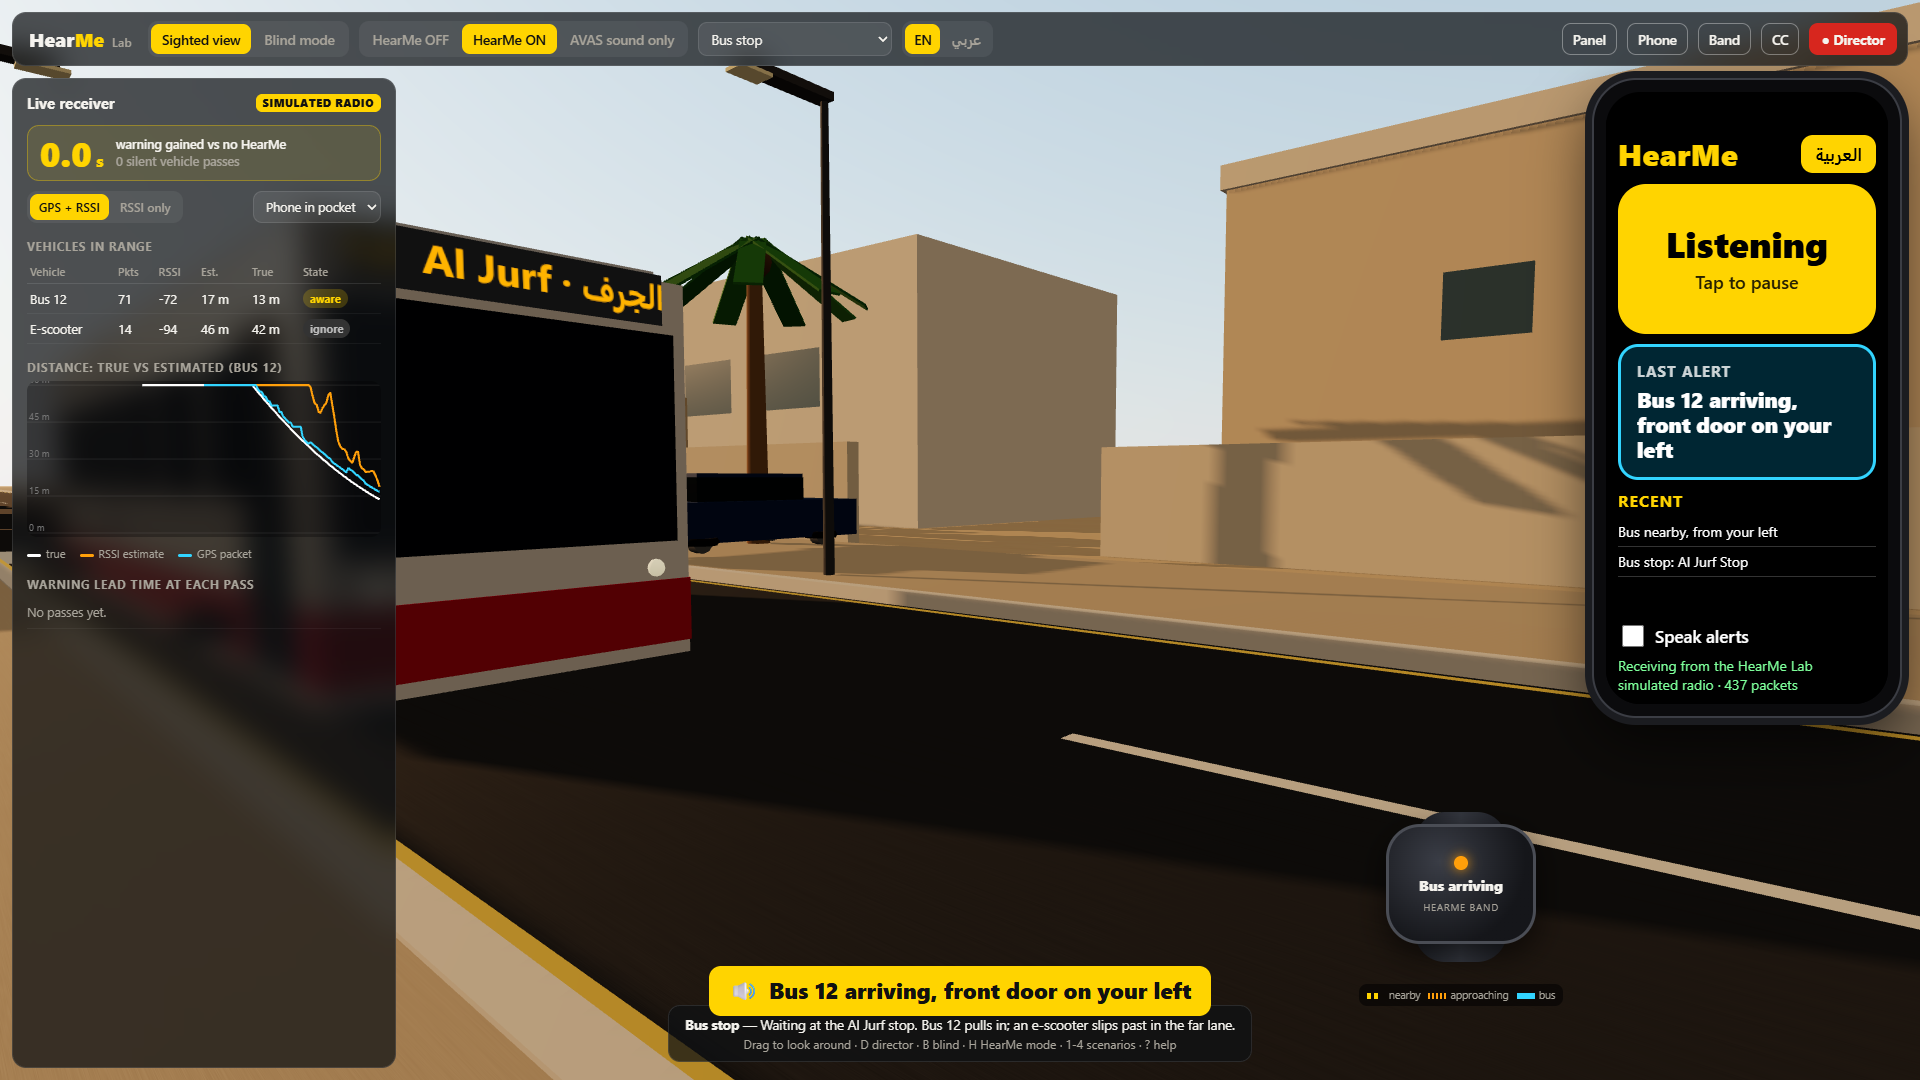 HearMe Lab
Sighted view Blind mode
HearMe OFF HearMe ON AVAS sound only
Bus stop
EN عربي
Panel Phone Band CC ● Director
Live receiver SIMULATED RADIO
0.0 s
warning gained vs no HearMe
0 silent vehicle passes
GPS + RSSI RSSI only
Phone in pocket
VEHICLES IN RANGE
Vehicle Pkts RSSI Est. True State
Bus 12 71 -72 17 m 13 m aware
E-scooter 14 -94 46 m 42 m ignore
DISTANCE: TRUE VS ESTIMATED (BUS 12)
45 m
30 m
15 m
0 m
true RSSI estimate GPS packet
WARNING LEAD TIME AT EACH PASS
No passes yet.
Al Jurf · الجرف
HearMe العربية
Listening
Tap to pause
LAST ALERT
Bus 12 arriving,
front door on your
left
RECENT
Bus nearby, from your left
Bus stop: Al Jurf Stop
Speak alerts
Receiving from the HearMe Lab
simulated radio · 437 packets
Bus arriving
HEARME BAND
nearby approaching bus
🔊 Bus 12 arriving, front door on your left
Bus stop — Waiting at the Al Jurf stop. Bus 12 pulls in; an e-scooter slips past in the far lane.
Drag to look around · D director · B blind · H HearMe mode · 1-4 scenarios · ? help